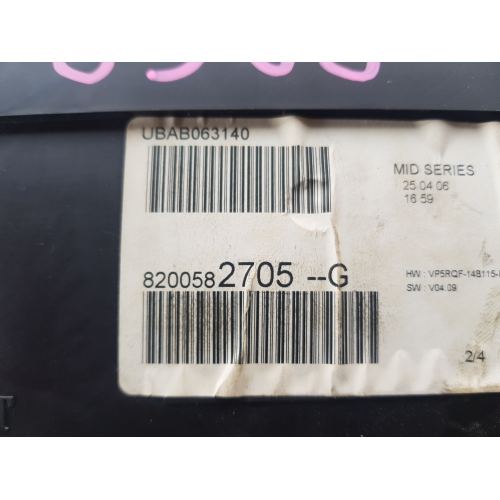 UBAB063140
MID SERIES
25 04 06
16 59
8200582705 --G
HW : VP5RQF-14B115-
SW : V04.09
2/4